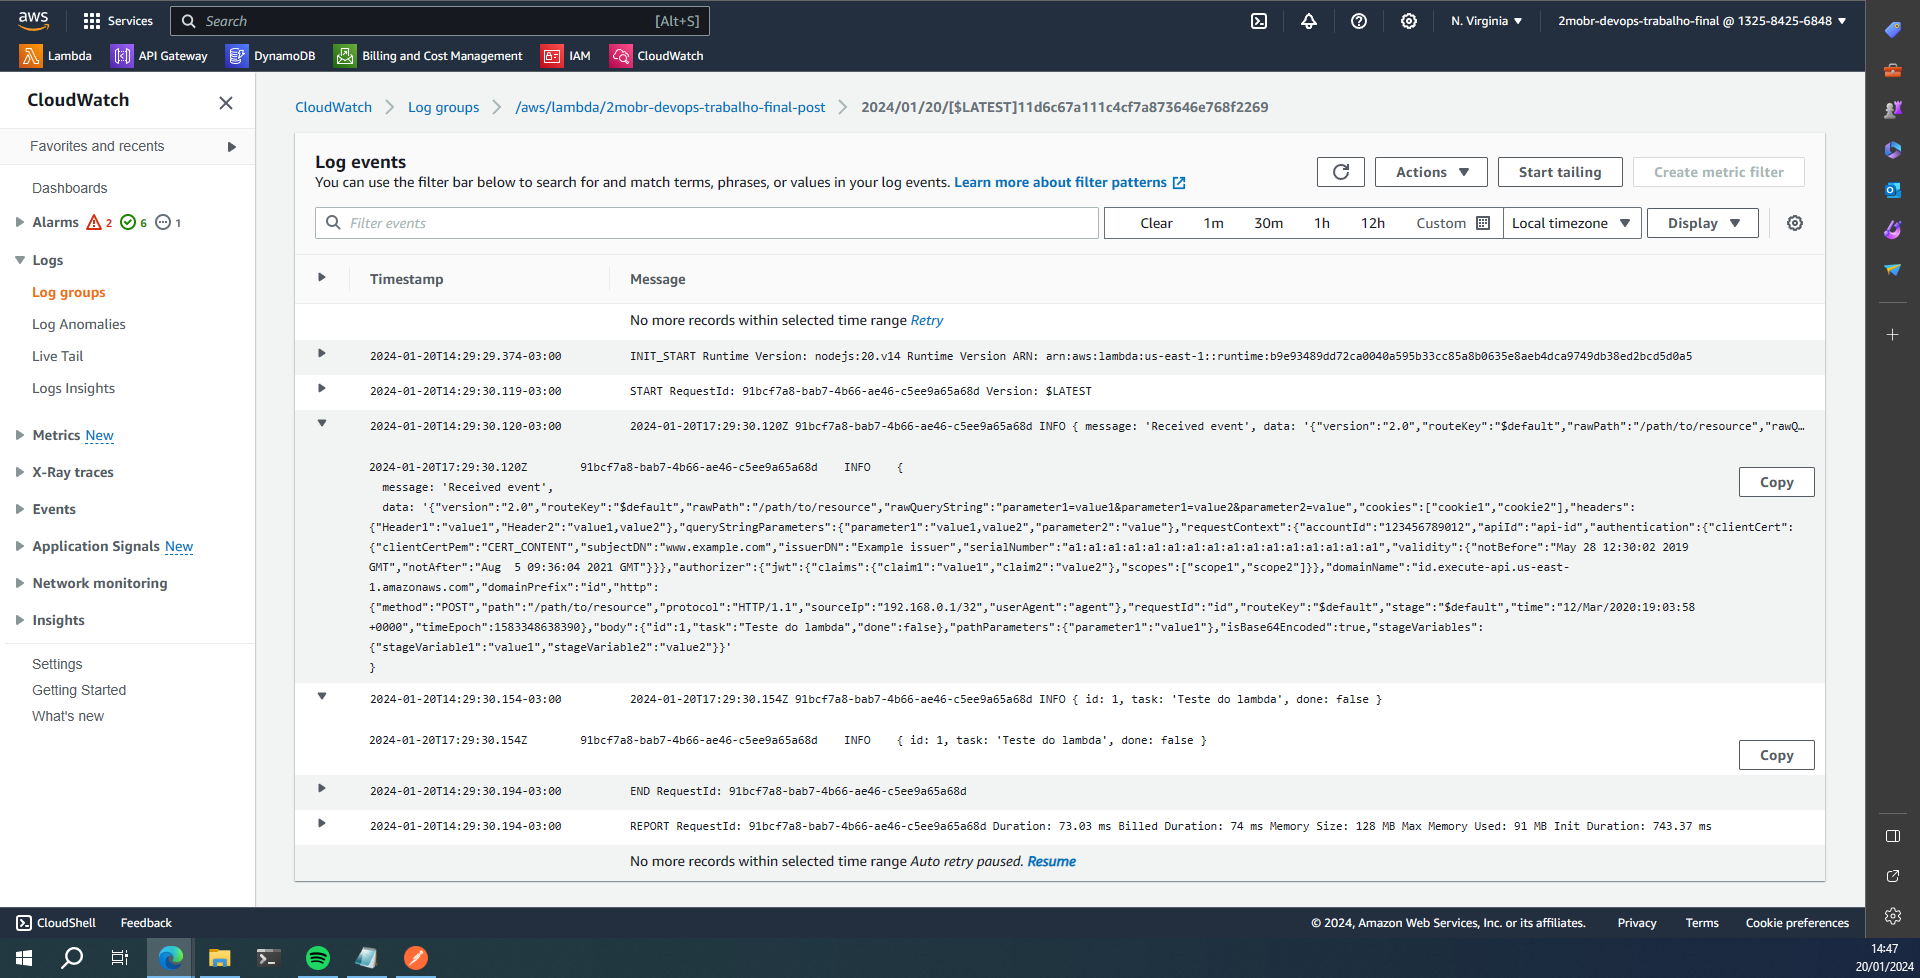 aws
Services
Search
[Alt+S]
N. Virginia
2mobr-devops-trabalho-final @ 1325-8425-6848
Lambda
API Gateway
DynamoDB
Billing and Cost Management
IAM
CloudWatch
CloudWatch
Favorites and recents
Dashboards
Alarms 2 6 1
Logs
Log groups
Log Anomalies
Live Tail
Logs Insights
Metrics New
X-Ray traces
Events
Application Signals New
Network monitoring
Insights
Settings
Getting Started
What's new
CloudWatch
Log groups
/aws/lambda/2mobr-devops-trabalho-final-post
2024/01/20/[$LATEST]11d6c67a111c4cf7a873646e768f2269
Log events
You can use the filter bar below to search for and match terms, phrases, or values in your log events. Learn more about filter patterns
Actions
Start tailing
Create metric filter
Filter events
Clear
1m
30m
1h
12h
Custom
Local timezone
Display
Timestamp
Message
No more records within selected time range Retry
2024-01-20T14:29:29.374-03:00 INIT_START Runtime Version: nodejs:20.v14 Runtime Version ARN: arn:aws:lambda:us-east-1::runtime:b9e93489dd72ca0040a595b33cc85a8b0635e8aeb4dca9749db38ed2bcd5d0a5
2024-01-20T14:29:30.119-03:00 START RequestId: 91bcf7a8-bab7-4b66-ae46-c5ee9a65a68d Version: $LATEST
2024-01-20T14:29:30.120-03:00 2024-01-20T17:29:30.120Z 91bcf7a8-bab7-4b66-ae46-c5ee9a65a68d INFO { message: 'Received event', data: '{"version":"2.0","routeKey":"$default","rawPath":"/path/to/resource","rawQ…
2024-01-20T17:29:30.120Z 91bcf7a8-bab7-4b66-ae46-c5ee9a65a68d INFO {
Copy
message: 'Received event',
data: '{"version":"2.0","routeKey":"$default","rawPath":"/path/to/resource","rawQueryString":"parameter1=value1&parameter1=value2&parameter2=value","cookies":["cookie1","cookie2"],"headers":
{"Header1":"value1","Header2":"value1,value2"},"queryStringParameters":{"parameter1":"value1,value2","parameter2":"value"},"requestContext":{"accountId":"123456789012","apiId":"api-id","authentication":{"clientCert":
{"clientCertPem":"CERT_CONTENT","subjectDN":"www.example.com","issuerDN":"Example issuer","serialNumber":"a1:a1:a1:a1:a1:a1:a1:a1:a1:a1:a1:a1:a1:a1:a1:a1","validity":{"notBefore":"May 28 12:30:02 2019
GMT","notAfter":"Aug  5 09:36:04 2021 GMT"}}},"authorizer":{"jwt":{"claims":{"claim1":"value1","claim2":"value2"},"scopes":["scope1","scope2"]}},"domainName":"id.execute-api.us-east-
1.amazonaws.com","domainPrefix":"id","http":
{"method":"POST","path":"/path/to/resource","protocol":"HTTP/1.1","sourceIp":"192.168.0.1/32","userAgent":"agent"},"requestId":"id","routeKey":"$default","stage":"$default","time":"12/Mar/2020:19:03:58
+0000","timeEpoch":1583348638390},"body":{"id":1,"task":"Teste do lambda","done":false},"pathParameters":{"parameter1":"value1"},"isBase64Encoded":true,"stageVariables":
{"stageVariable1":"value1","stageVariable2":"value2"}}'
}
2024-01-20T14:29:30.154-03:00 2024-01-20T17:29:30.154Z 91bcf7a8-bab7-4b66-ae46-c5ee9a65a68d INFO { id: 1, task: 'Teste do lambda', done: false }
2024-01-20T17:29:30.154Z 91bcf7a8-bab7-4b66-ae46-c5ee9a65a68d INFO { id: 1, task: 'Teste do lambda', done: false }
Copy
2024-01-20T14:29:30.194-03:00 END RequestId: 91bcf7a8-bab7-4b66-ae46-c5ee9a65a68d
2024-01-20T14:29:30.194-03:00 REPORT RequestId: 91bcf7a8-bab7-4b66-ae46-c5ee9a65a68d Duration: 73.03 ms Billed Duration: 74 ms Memory Size: 128 MB Max Memory Used: 91 MB Init Duration: 743.37 ms
No more records within selected time range Auto retry paused. Resume
CloudShell
Feedback
© 2024, Amazon Web Services, Inc. or its affiliates.
Privacy
Terms
Cookie preferences
14:47
20/01/2024